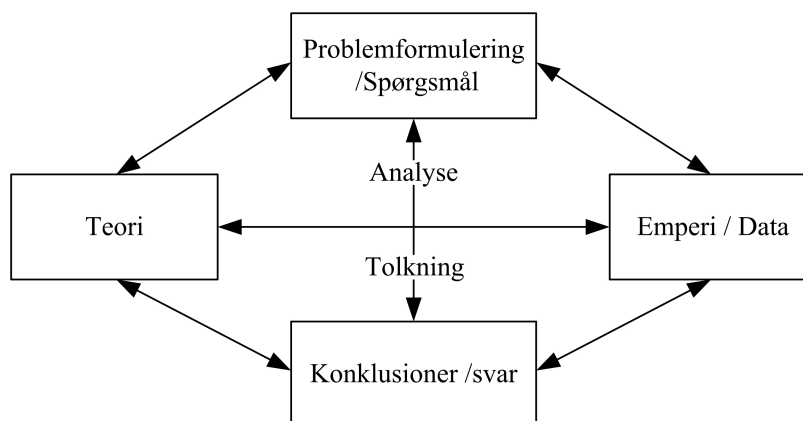 Problemformulering
/Spørgsmål
Analyse
Teori
Emperi / Data
Tolkning
Konklusioner /svar